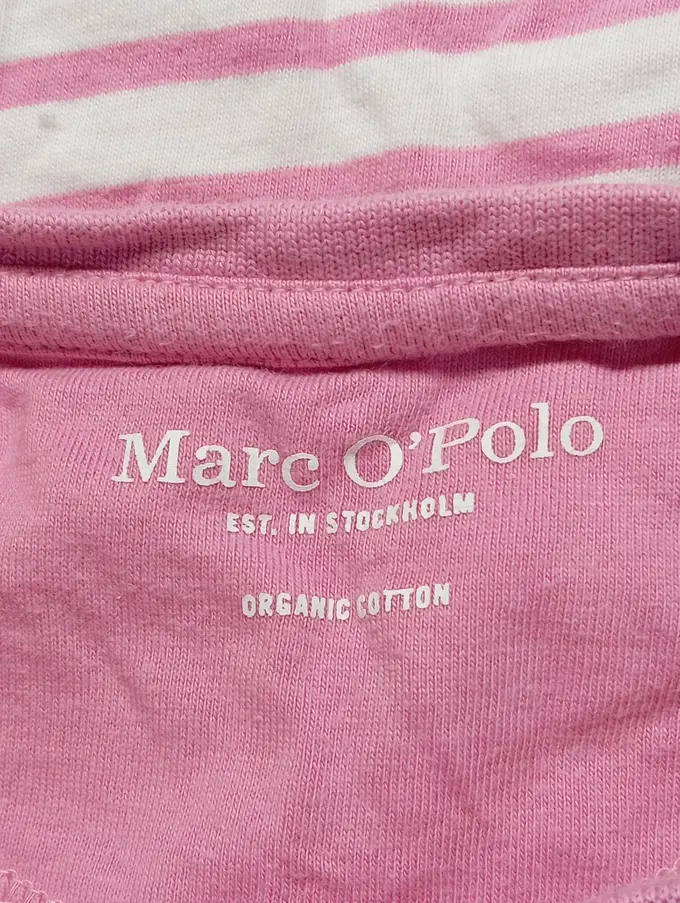 Marc O'Polo
EST. IN STOCKHOLM
ORGANIC COTTON